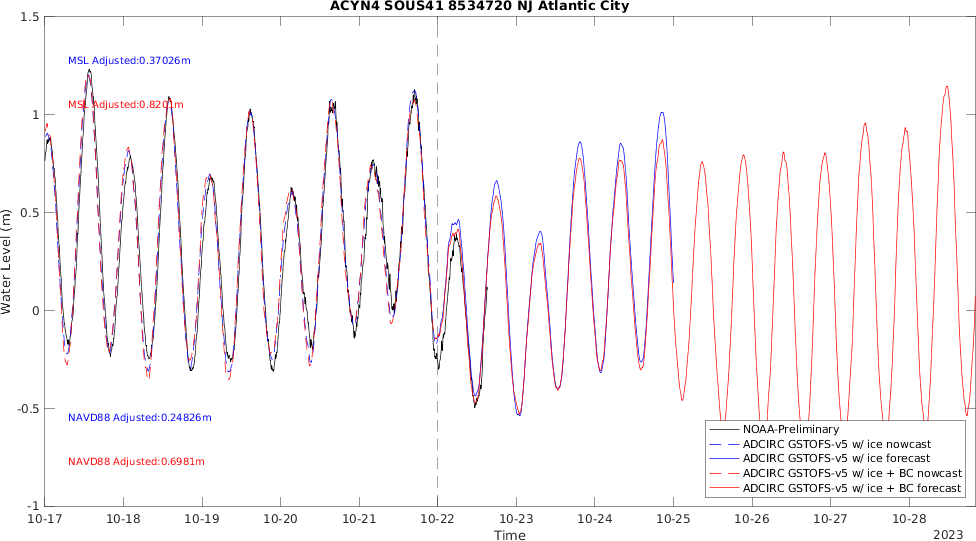 ACYN4 SOUS41 8534720 NJ Atlantic City
1.5
1
0.5
0
-0.5
-1
Water Level (m)
MSL Adjusted:0.37026m
MSL Adjusted:0.8201m
NAVD88 Adjusted:0.24826m
NAVD88 Adjusted:0.6981m
NOAA-Preliminary
ADCIRC GSTOFS-v5 w/ ice nowcast
ADCIRC GSTOFS-v5 w/ ice forecast
ADCIRC GSTOFS-v5 w/ice + BC nowcast
ADCIRC GSTOFS-v5 w/ice + BC forecast
10-17 10-18 10-19 10-20 10-21 10-22 10-23 10-24 10-25 10-26 10-27 10-28
Time
2023